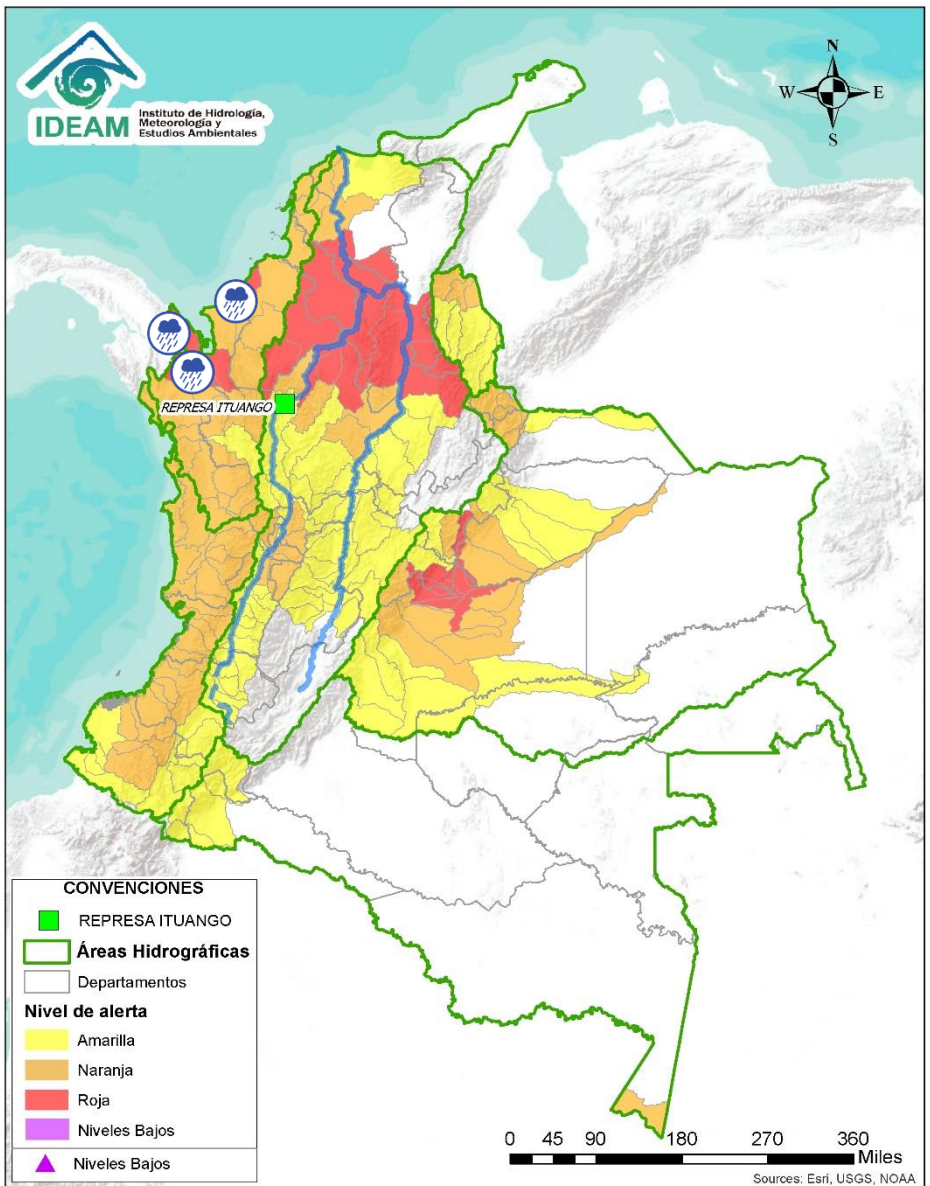 IDEAM
Instituto de Hidrología,
Meteorología y
Estudios Ambientales
N
W
E
S
REPRESA ITUANGO
CONVENCIONES
REPRESA ITUANGO
Áreas Hidrográficas
Departamentos
Nivel de alerta
Amarilla
Naranja
Roja
Niveles Bajos
Niveles Bajos
0 45 90 180 270 360
Miles
Sources: Esri, USGS, NOAA